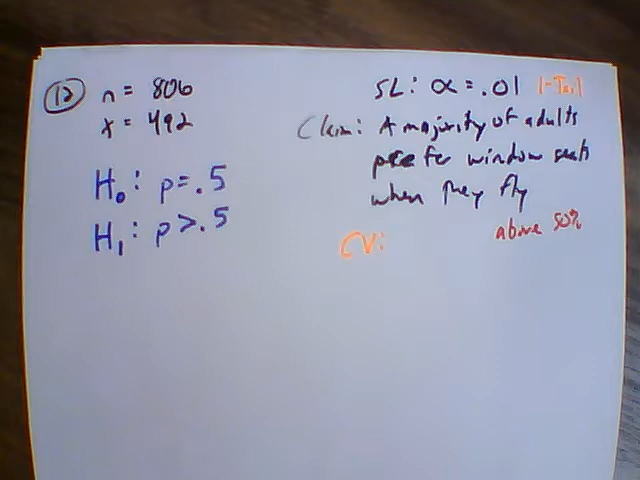 12 n = 806
x = 492
H₀: p = .5
H₁: p > .5
SL: α = .01 1-Tail
Claim: A majority of adults
prefer window seats
when they fly
above 50%
CV: